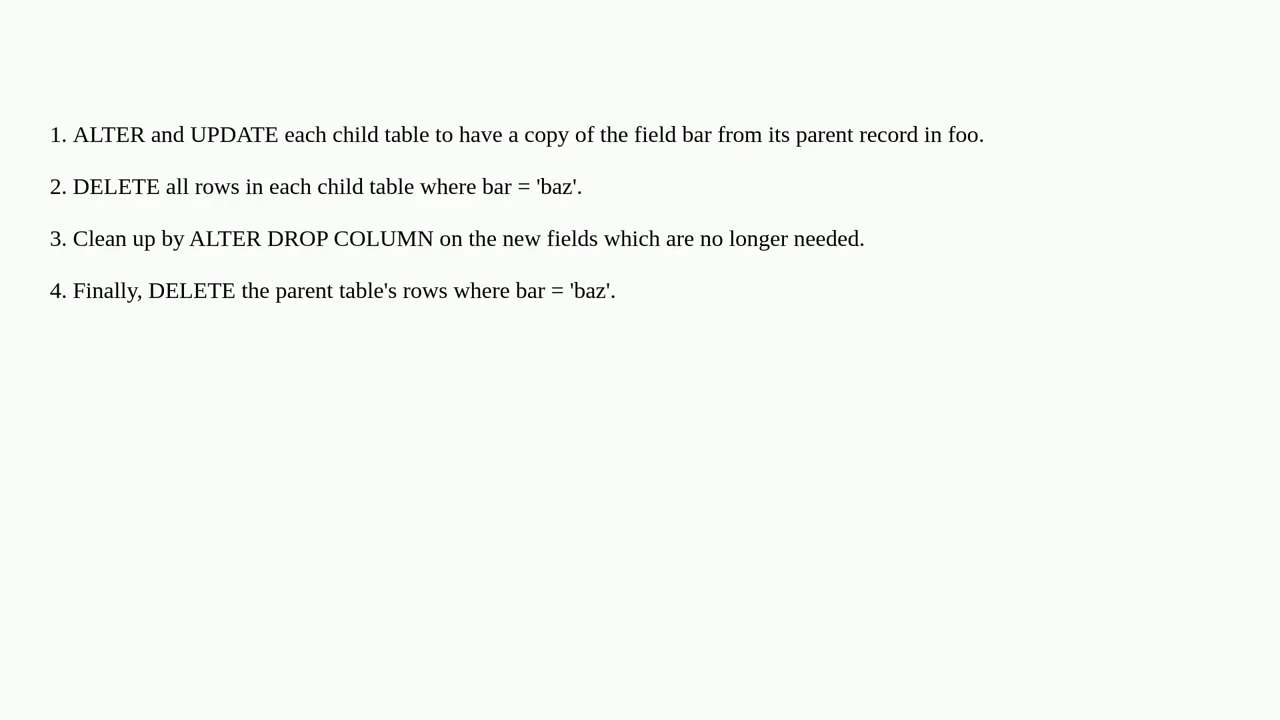 1. ALTER and UPDATE each child table to have a copy of the field bar from its parent record in foo.
2. DELETE all rows in each child table where bar = 'baz'.
3. Clean up by ALTER DROP COLUMN on the new fields which are no longer needed.
4. Finally, DELETE the parent table's rows where bar = 'baz'.